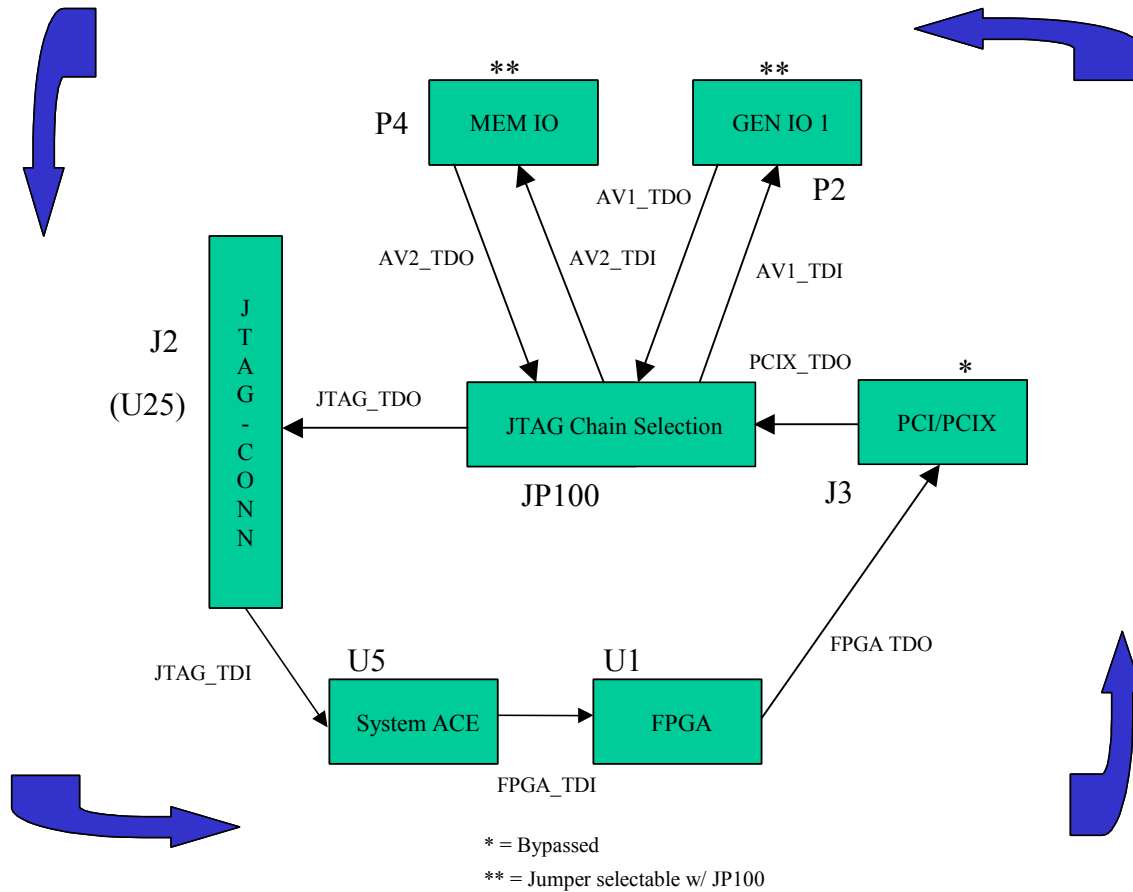 **
**
MEM IO
GEN IO 1
P4
P2
AV1_TDO
AV2_TDO
AV2_TDI
AV1_TDI
J2
(U25)
J
T
A
G
-
C
O
N
N
PCIX_TDO
*
JTAG_TDO
JTAG Chain Selection
PCI/PCIX
JP100
J3
FPGA TDO
JTAG_TDI
U5
U1
System ACE
FPGA
FPGA_TDI
* = Bypassed
** = Jumper selectable w/ JP100